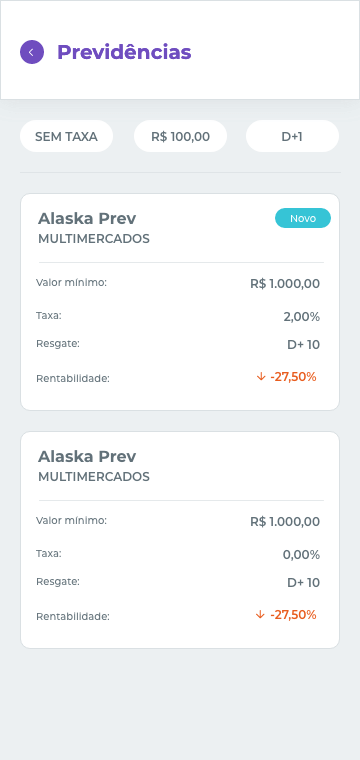 Previdências
SEM TAXA R$ 100,00 D+1
Alaska Prev Novo
MULTIMERCADOS
Valor mínimo: R$ 1.000,00
Taxa: 2,00%
Resgate: D+ 10
Rentabilidade: ↓ -27,50%
Alaska Prev
MULTIMERCADOS
Valor mínimo: R$ 1.000,00
Taxa: 0,00%
Resgate: D+ 10
Rentabilidade: ↓ -27,50%